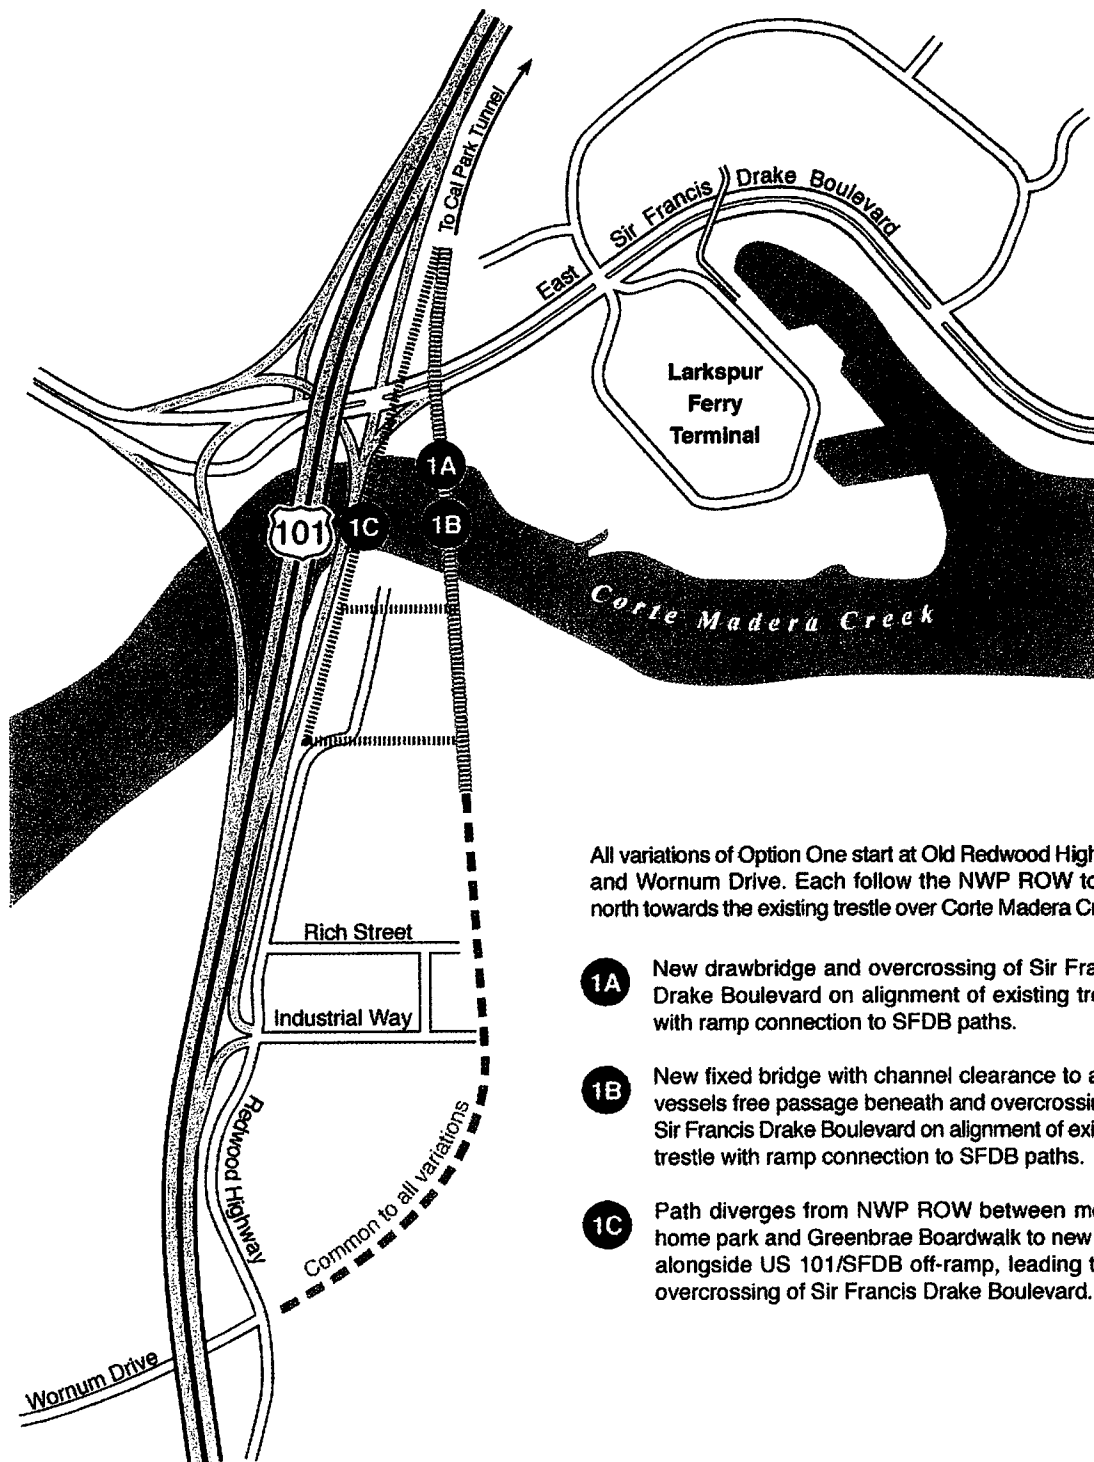 To Cal Park Tunnel
East Sir Francis Drake Boulevard
Larkspur
Ferry
Terminal
1A
101
1C
1B
Corte Madera Creek
Rich Street
Industrial Way
Redwood Highway
Common to all variations
Wornum Drive
All variations of Option One start at Old Redwood High
and Wornum Drive. Each follow the NWP ROW to
north towards the existing trestle over Corte Madera Cr
1A
New drawbridge and overcrossing of Sir Fra
Drake Boulevard on alignment of existing tre
with ramp connection to SFDB paths.
1B
New fixed bridge with channel clearance to a
vessels free passage beneath and overcrossin
Sir Francis Drake Boulevard on alignment of exi
trestle with ramp connection to SFDB paths.
1C
Path diverges from NWP ROW between mo
home park and Greenbrae Boardwalk to new
alongside US 101/SFDB off-ramp, leading t
overcrossing of Sir Francis Drake Boulevard.